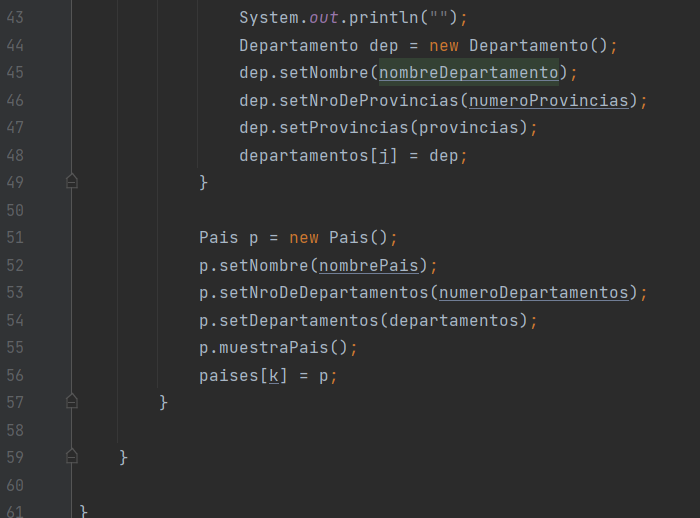 43 System.out.println("");
44 Departamento dep = new Departamento();
45 dep.setNombre(nombreDepartamento);
46 dep.setNroDeProvincias(numeroProvincias);
47 dep.setProvincias(provincias);
48 departamentos[j] = dep;
49 }
50
51 Pais p = new Pais();
52 p.setNombre(nombrePais);
53 p.setNroDeDepartamentos(numeroDepartamentos);
54 p.setDepartamentos(departamentos);
55 p.muestraPais();
56 paises[k] = p;
57 }
58
59 }
60
61 }